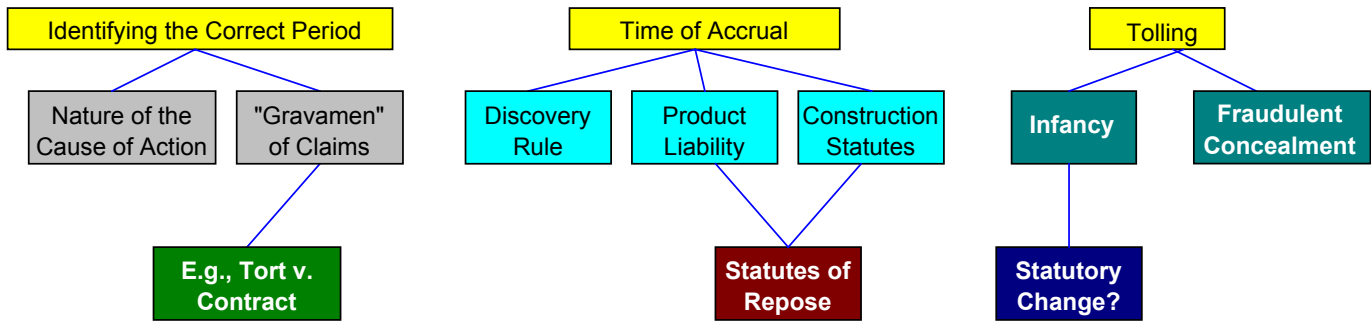 Identifying the Correct Period
Time of Accrual
Tolling
Nature of the
Cause of Action
"Gravamen"
of Claims
Discovery
Rule
Product
Liability
Construction
Statutes
Infancy
Fraudulent
Concealment
E.g., Tort v.
Contract
Statutes of
Repose
Statutory
Change?